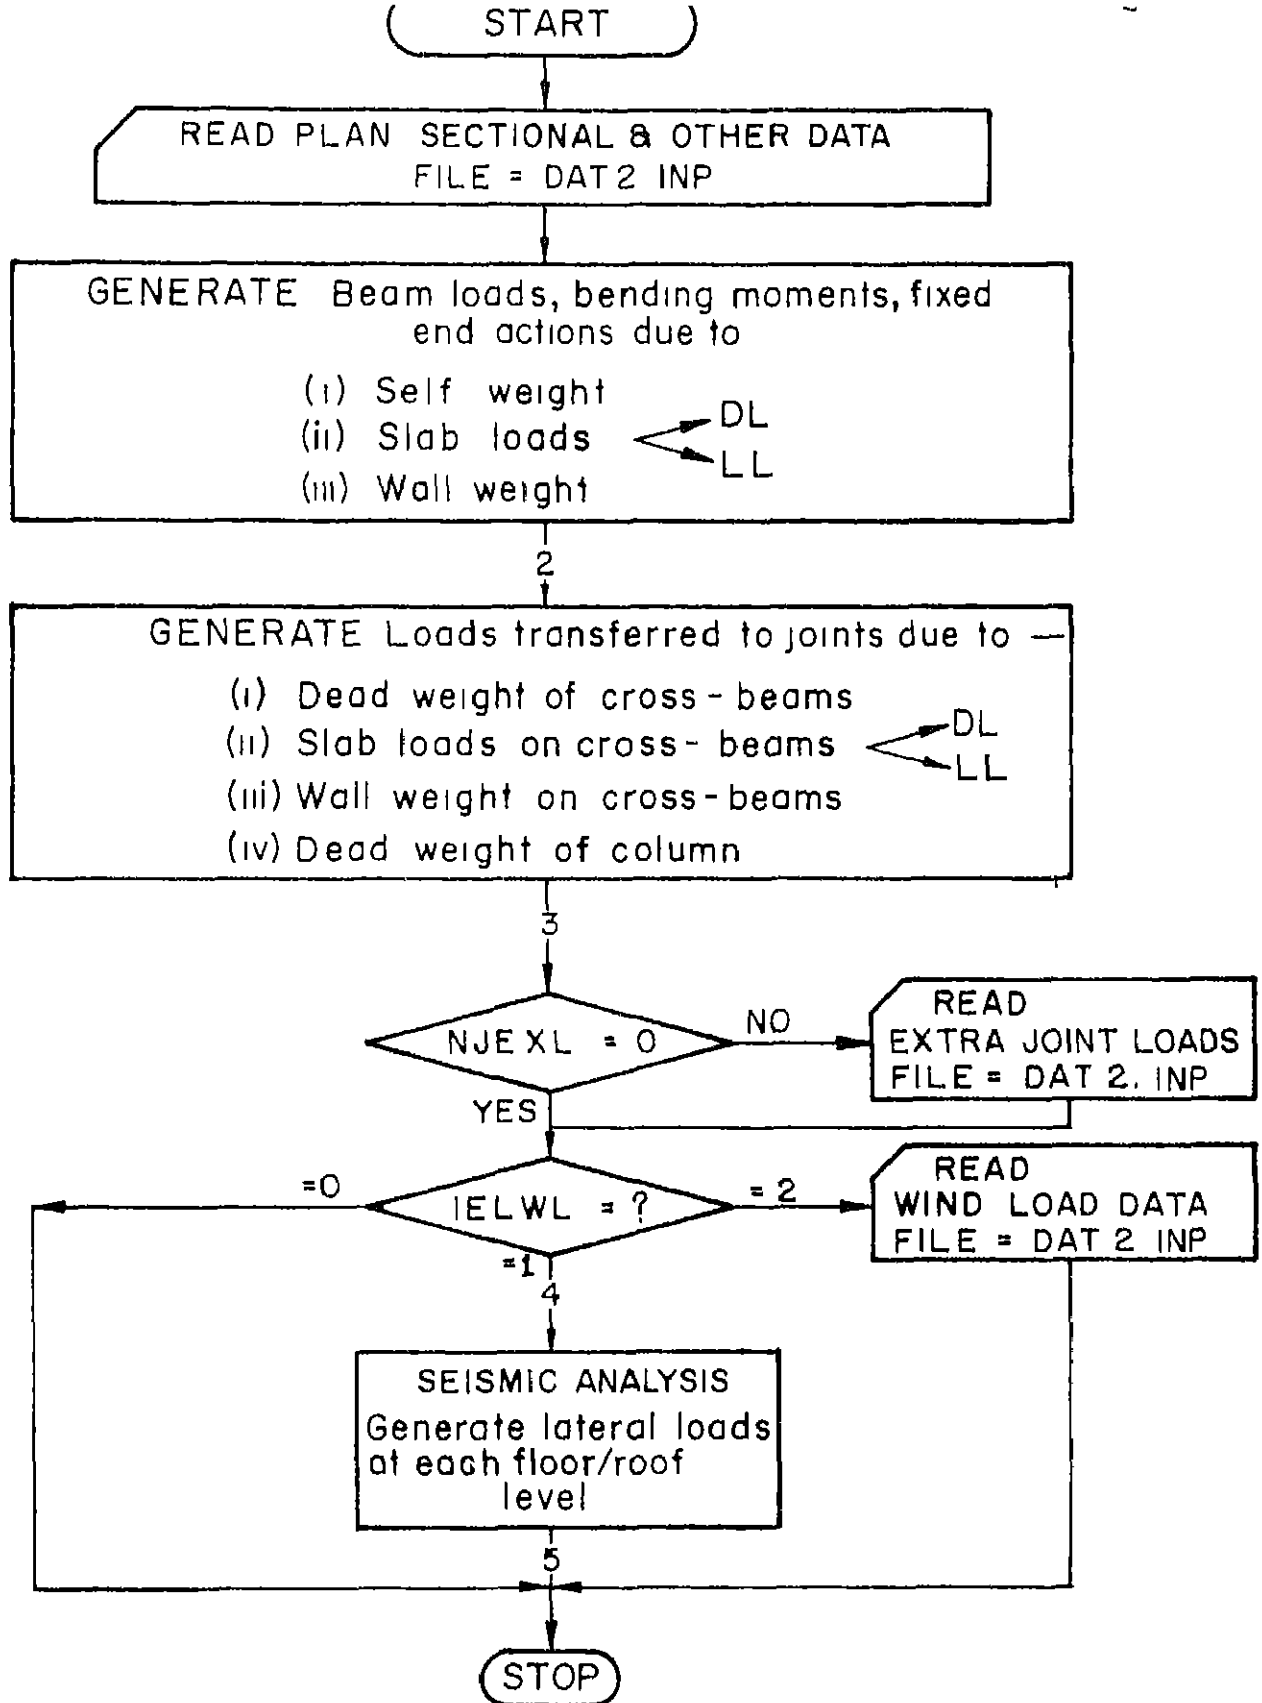 START
READ PLAN SECTIONAL & OTHER DATA
FILE = DAT 2 INP
GENERATE Beam loads, bending moments, fixed
end actions due to
(i) Self weight
(ii) Slab loads
DL
LL
(iii) Wall weight
2
GENERATE Loads transferred to joints due to —
(i) Dead weight of cross-beams
(ii) Slab loads on cross-beams
DL
LL
(iii) Wall weight on cross-beams
(iv) Dead weight of column
3
NJEXL = 0
NO
READ
EXTRA JOINT LOADS
FILE = DAT 2. INP
YES
=0
IELWL = ?
=2
READ
WIND LOAD DATA
FILE = DAT 2 INP
=1
4
SEISMIC ANALYSIS
Generate lateral loads
at each floor/roof
level
5
STOP